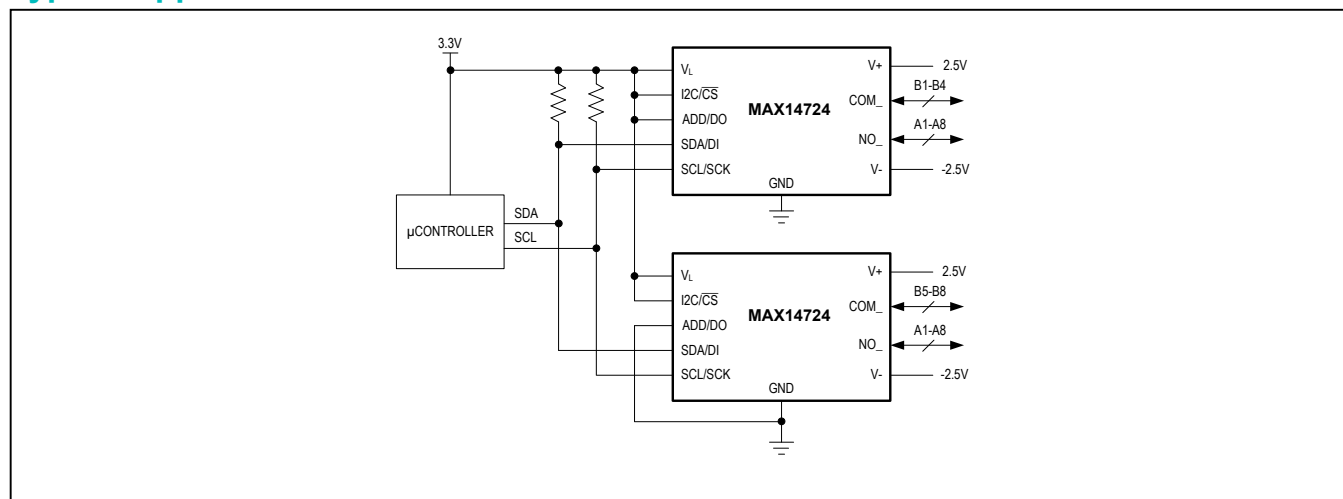 3.3V
VL
I2C/CS
ADD/DO
SDA/DI
SCL/SCK
MAX14724
GND
V+
COM_
NO_
V-
2.5V
B1-B4
A1-A8
-2.5V
µCONTROLLER
SDA
SCL
VL
I2C/CS
ADD/DO
SDA/DI
SCL/SCK
MAX14724
GND
V+
COM_
NO_
V-
2.5V
B5-B8
A1-A8
-2.5V